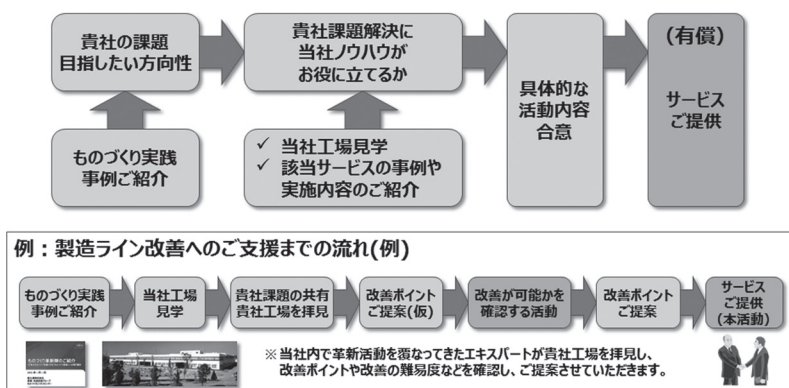 貴社の課題
目指したい方向性
貴社課題解決に
当社ノウハウが
お役に立てるか
具体的な
活動内容
合意
(有償)
サービス
ご提供
ものづくり実践
事例ご紹介
✓ 当社工場見学
✓ 該当サービスの事例や
実施内容のご紹介
例：製造ライン改善へのご支援までの流れ(例)
ものづくり実践
事例ご紹介
当社工場
見学
貴社課題の共有
貴社工場を拝見
改善ポイント
ご提案(仮)
改善が可能かを
確認する活動
改善ポイント
ご提案
サービス
ご提供
(本活動)
※当社内で革新活動を覆なってきたエキスパートが貴社工場を拝見し、
改善ポイントや改善の難易度などを確認し、ご提案させていただきます。